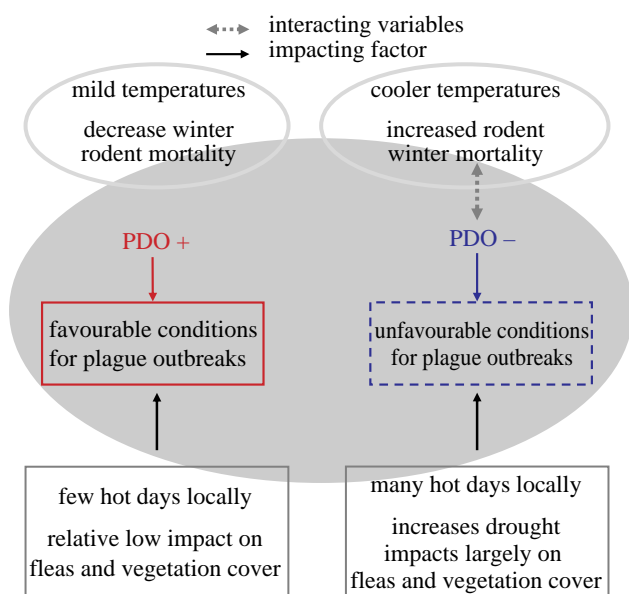 interacting variables
impacting factor
mild temperatures
decrease winter
rodent mortality
cooler temperatures
increased rodent
winter mortality
PDO +
PDO –
favourable conditions
for plague outbreaks
unfavourable conditions
for plague outbreaks
few hot days locally
relative low impact on
fleas and vegetation cover
many hot days locally
increases drought
impacts largely on
fleas and vegetation cover